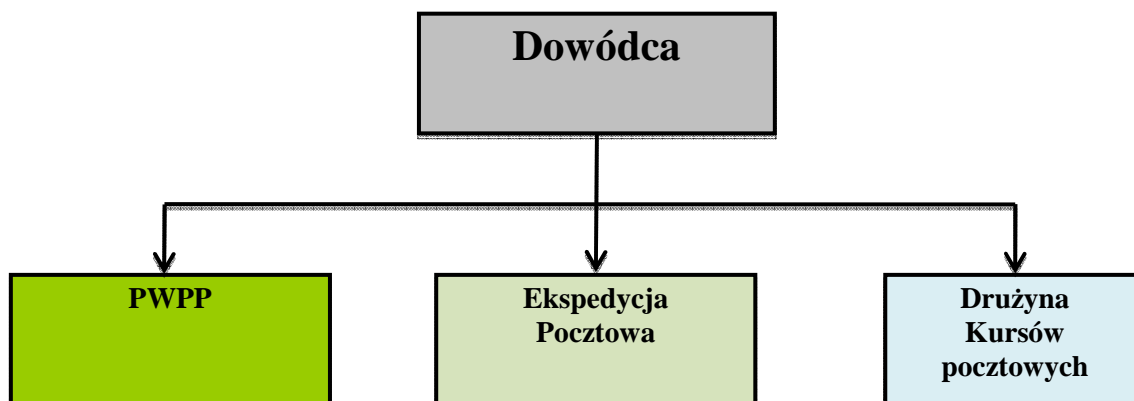 Dowódca
PWPP
Ekspedycja
Pocztowa
Drużyna
Kursów
pocztowych